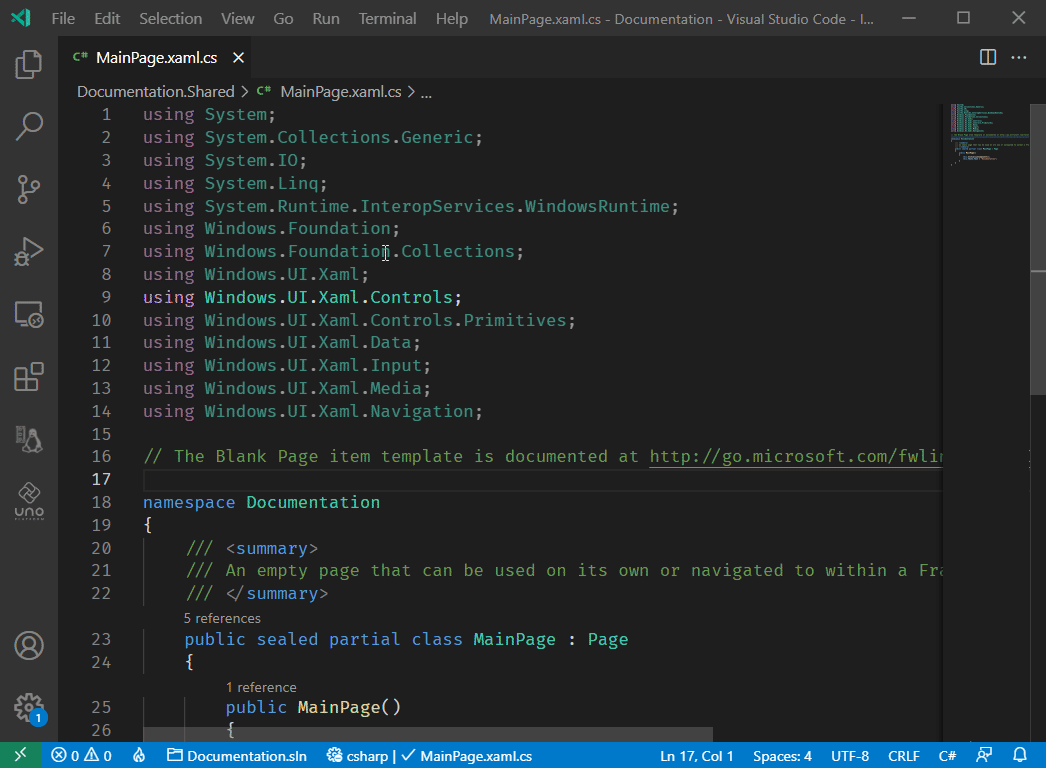 File Edit Selection View Go Run Terminal Help MainPage.xaml.cs - Documentation - Visual Studio Code - I...
C# MainPage.xaml.cs
Documentation.Shared > C# MainPage.xaml.cs > ...
1 using System;
2 using System.Collections.Generic;
3 using System.IO;
4 using System.Linq;
5 using System.Runtime.InteropServices.WindowsRuntime;
6 using Windows.Foundation;
7 using Windows.Foundation.Collections;
8 using Windows.UI.Xaml;
9 using Windows.UI.Xaml.Controls;
10 using Windows.UI.Xaml.Controls.Primitives;
11 using Windows.UI.Xaml.Data;
12 using Windows.UI.Xaml.Input;
13 using Windows.UI.Xaml.Media;
14 using Windows.UI.Xaml.Navigation;
15
16 // The Blank Page item template is documented at http://go.microsoft.com/fwlin
17
18 namespace Documentation
19 {
20 /// <summary>
21 /// An empty page that can be used on its own or navigated to within a Fra
22 /// </summary>
5 references
23 public sealed partial class MainPage : Page
24 {
1 reference
25 public MainPage()
26 {
UNO
PLATFORM
1
0 0 Documentation.sln csharp | ✓ MainPage.xaml.cs Ln 17, Col 1 Spaces: 4 UTF-8 CRLF C#